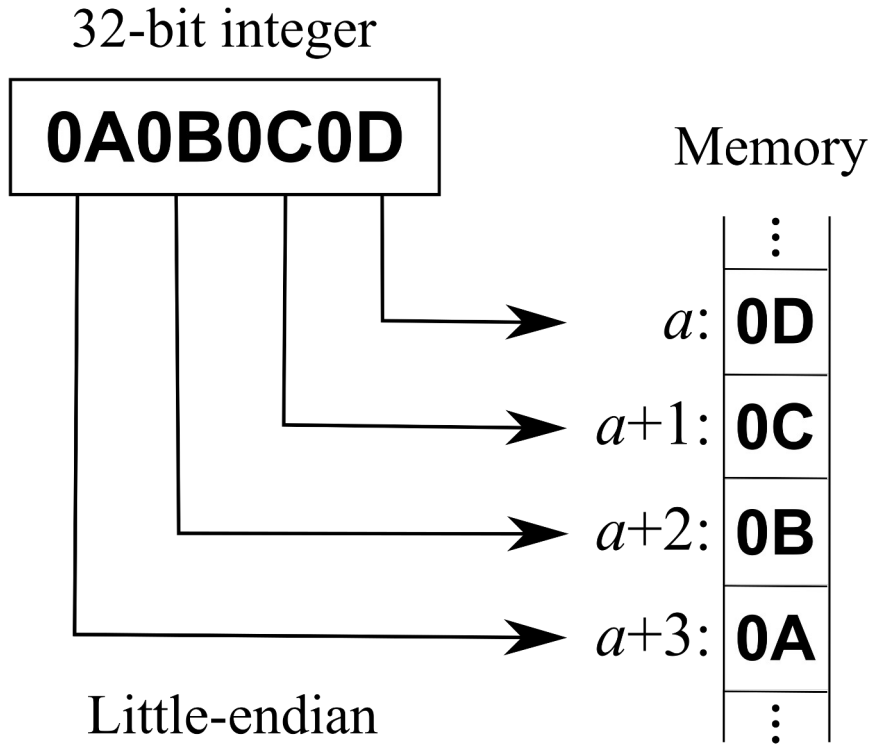 32-bit integer
0A0B0C0D
Memory
⋮
a: 0D
a+1: 0C
a+2: 0B
a+3: 0A
⋮
Little-endian